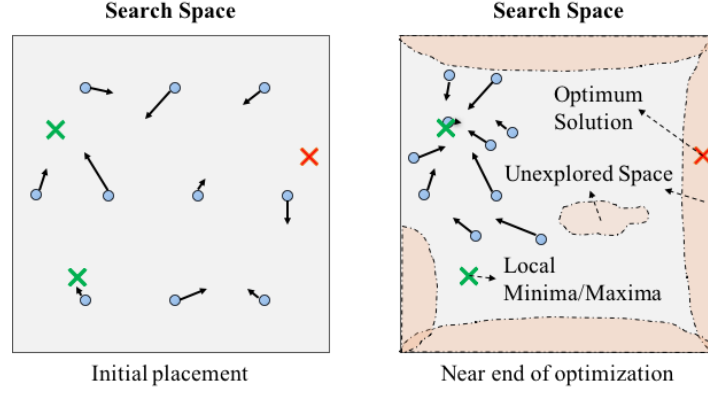 Search Space
Initial placement
Search Space
Optimum
Solution
Unexplored Space
Local
Minima/Maxima
Near end of optimization